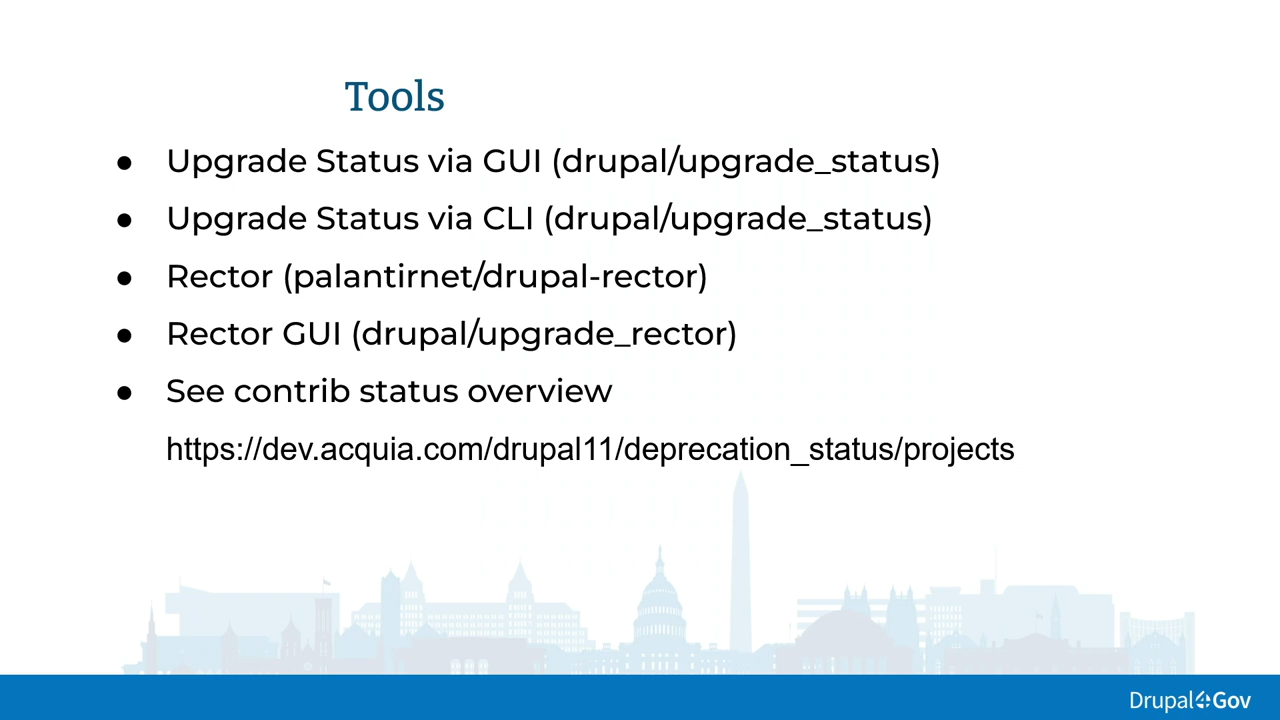 Tools
● Upgrade Status via GUI (drupal/upgrade_status)
● Upgrade Status via CLI (drupal/upgrade_status)
● Rector (palantirnet/drupal-rector)
● Rector GUI (drupal/upgrade_rector)
● See contrib status overview
https://dev.acquia.com/drupal11/deprecation_status/projects
Drupal4Gov